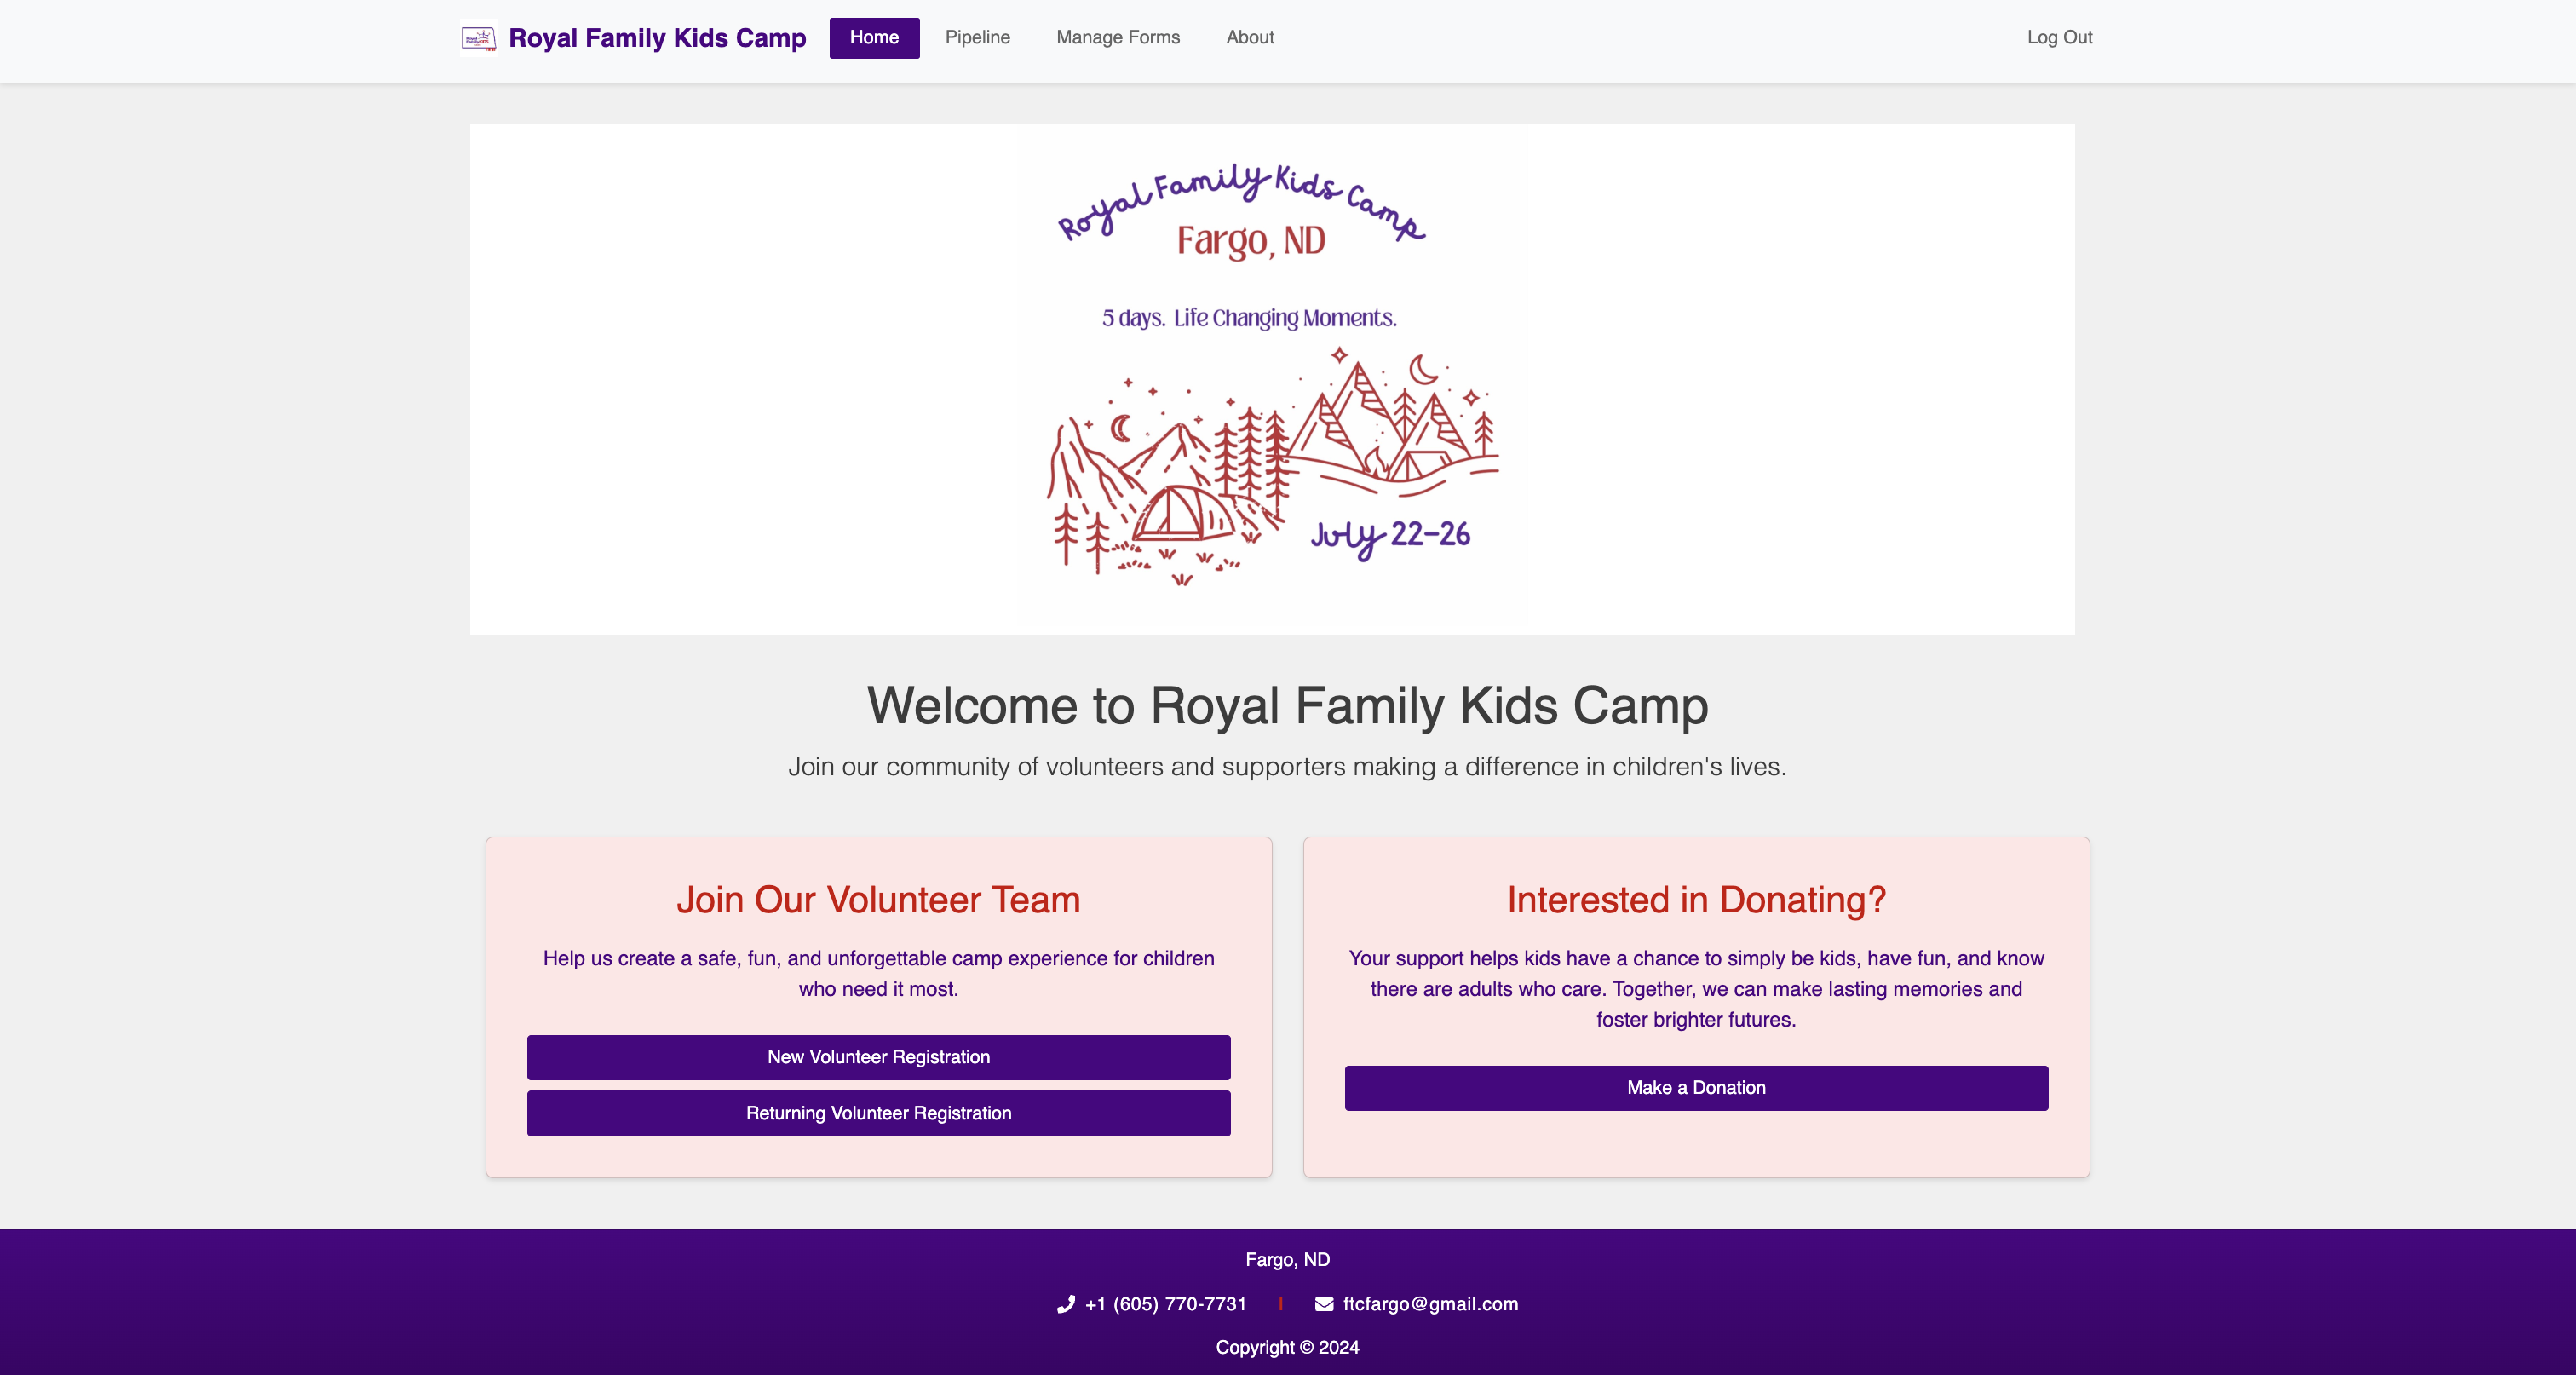 Royal Family Kids Camp
Home
Pipeline
Manage Forms
About
Log Out
Royal Family Kids Camp
Fargo, ND
5 days. Life Changing Moments.
July 22-26
Welcome to Royal Family Kids Camp
Join our community of volunteers and supporters making a difference in children's lives.
Join Our Volunteer Team
Help us create a safe, fun, and unforgettable camp experience for children
who need it most.
New Volunteer Registration
Returning Volunteer Registration
Interested in Donating?
Your support helps kids have a chance to simply be kids, have fun, and know
there are adults who care. Together, we can make lasting memories and
foster brighter futures.
Make a Donation
Fargo, ND
+1 (605) 770-7731 | ftcfargo@gmail.com
Copyright © 2024